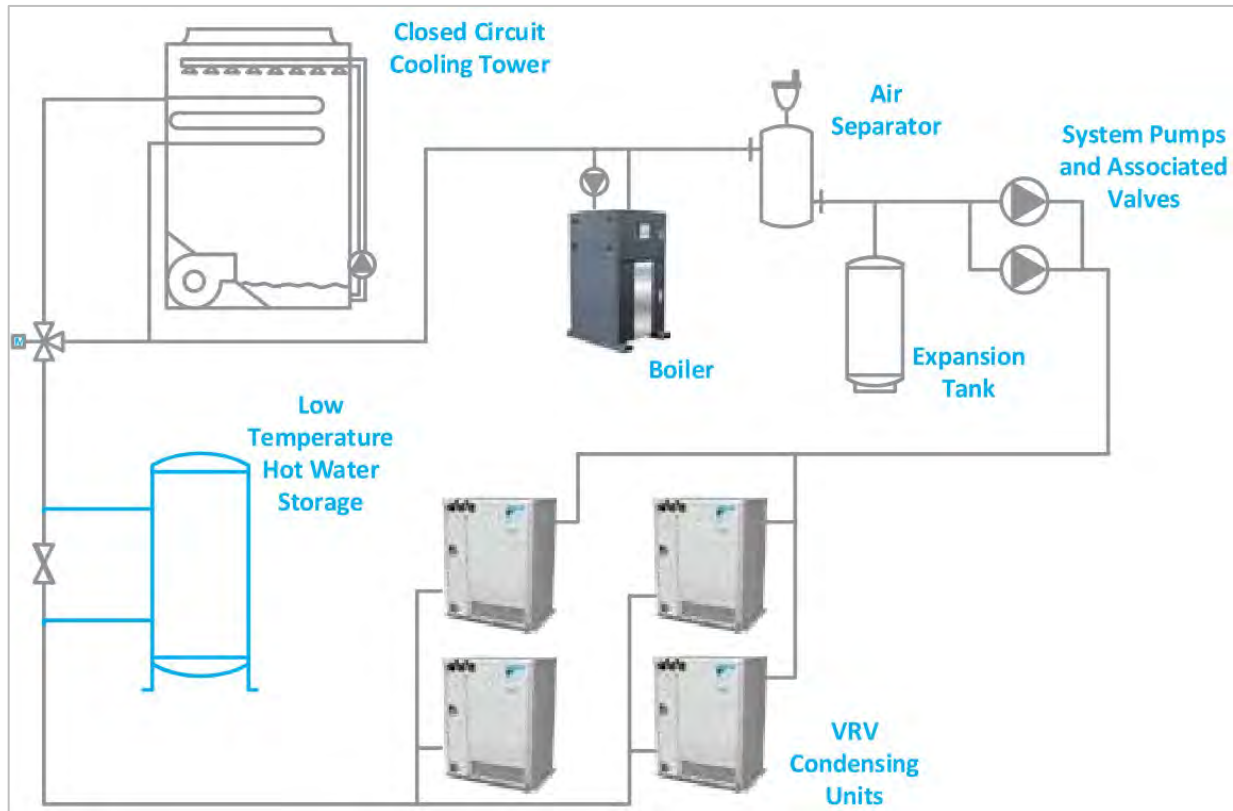 Closed Circuit
Cooling Tower
Air
Separator
System Pumps
and Associated
Valves
Boiler
Expansion
Tank
Low
Temperature
Hot Water
Storage
M
VRV
Condensing
Units